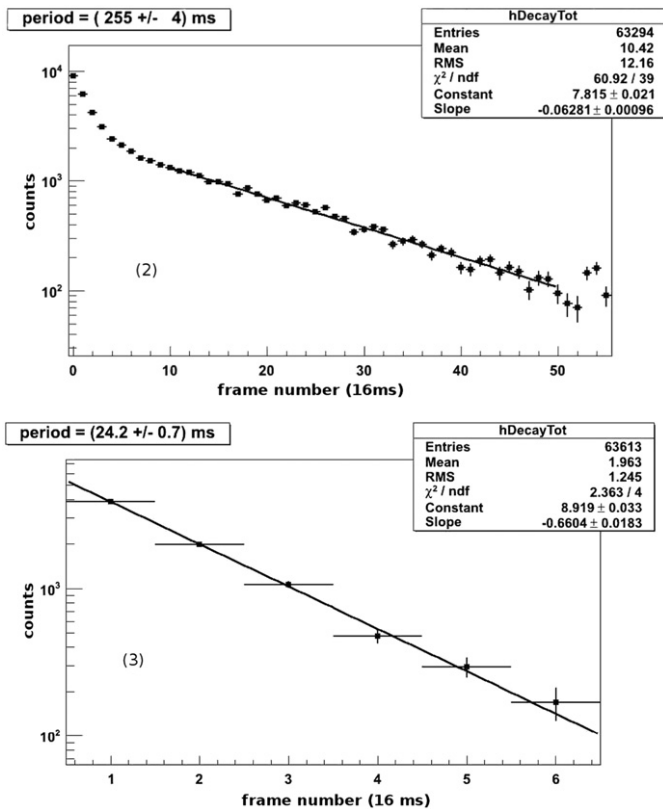 period = ( 255 +/- 4) ms
hDecayTot
Entries 63294
Mean 10.42
RMS 12.16
χ² / ndf 60.92 / 39
Constant 7.815 ± 0.021
Slope -0.06281 ± 0.00096
10⁴
10³
10²
counts
(2)
0 10 20 30 40 50
frame number (16ms)
period = (24.2 +/- 0.7) ms
hDecayTot
Entries 63613
Mean 1.963
RMS 1.245
χ² / ndf 2.363 / 4
Constant 8.919 ± 0.033
Slope -0.6604 ± 0.0183
10³
10²
counts
(3)
1 2 3 4 5 6
frame number (16 ms)